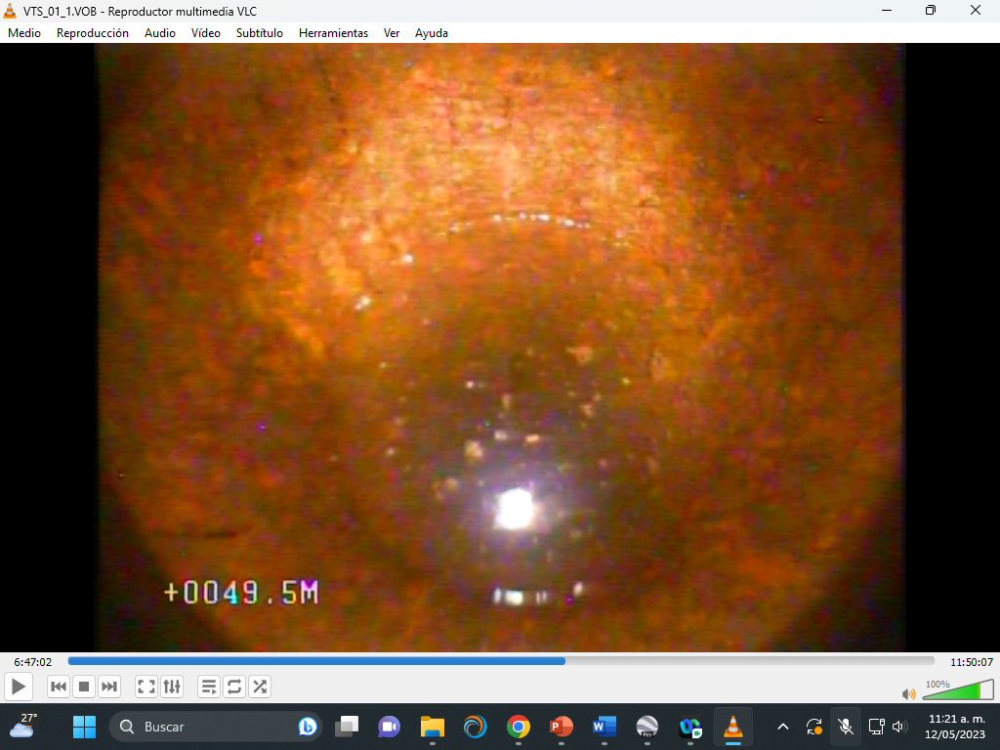 VTS_01_1.VOB - Reproductor multimedia VLC
Medio Reproducción Audio Vídeo Subtítulo Herramientas Ver Ayuda
+0049.5M
6:47:02 11:50:07
100%
27°
Buscar
11:21 a. m.
12/05/2023